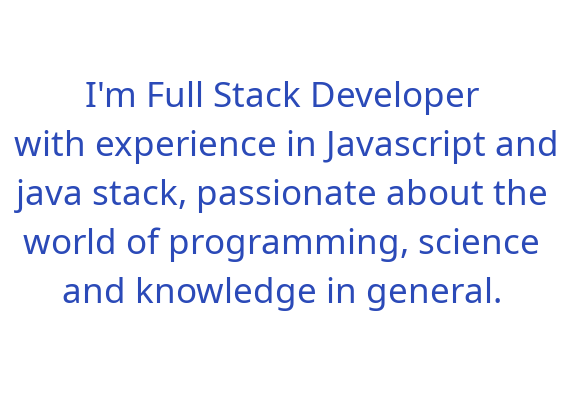 I'm Full Stack Developer
with experience in Javascript and
java stack, passionate about the
world of programming, science
and knowledge in general.